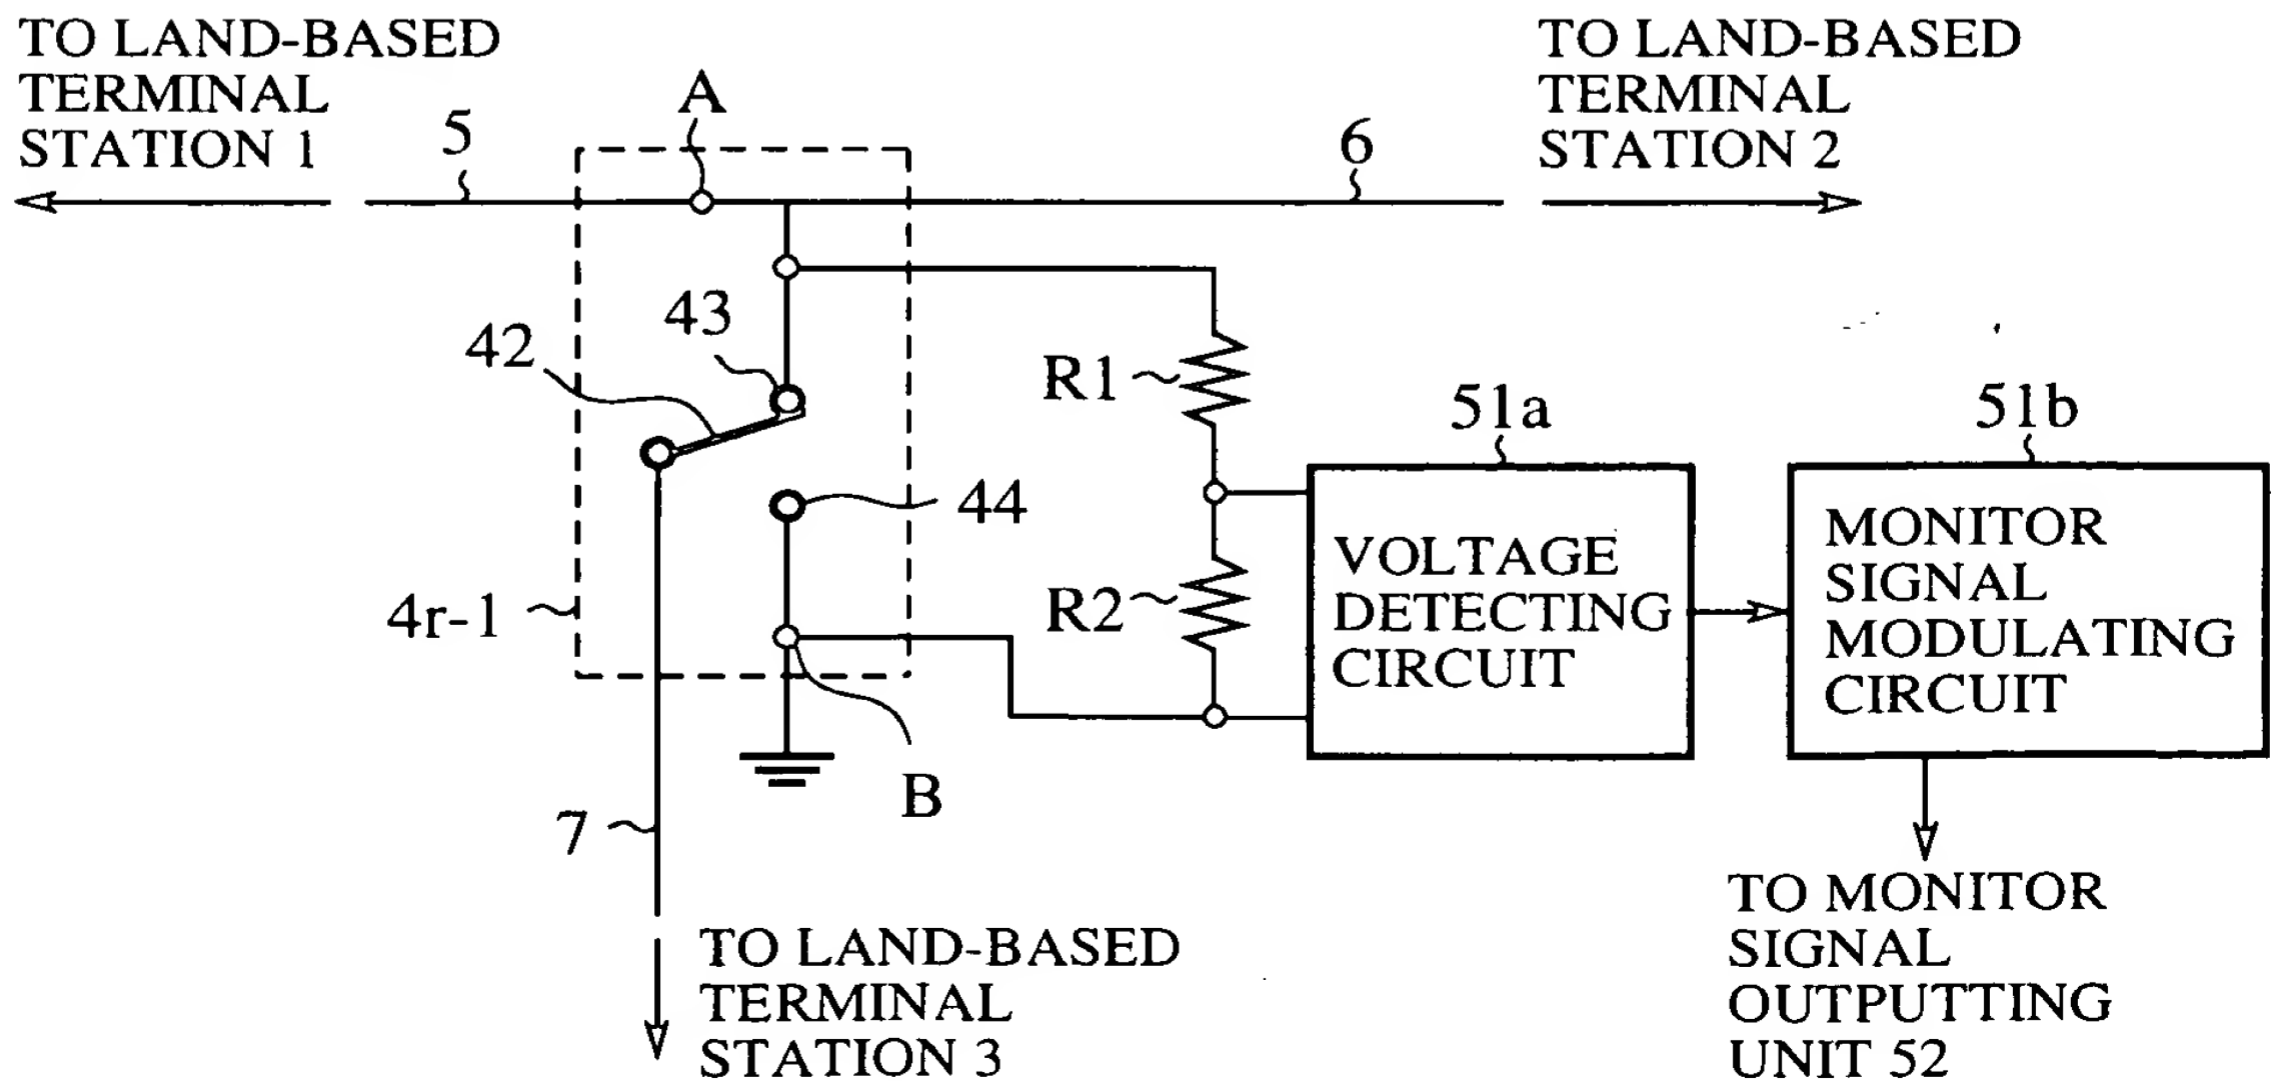 TO LAND-BASED
TERMINAL
STATION 1
TO LAND-BASED
TERMINAL
STATION 2
A
5
6
43
42
R1
51a
51b
44
VOLTAGE
DETECTING
CIRCUIT
MONITOR
SIGNAL
MODULATING
CIRCUIT
4r-1
R2
B
7
TO MONITOR
SIGNAL
OUTPUTTING
UNIT 52
TO LAND-BASED
TERMINAL
STATION 3